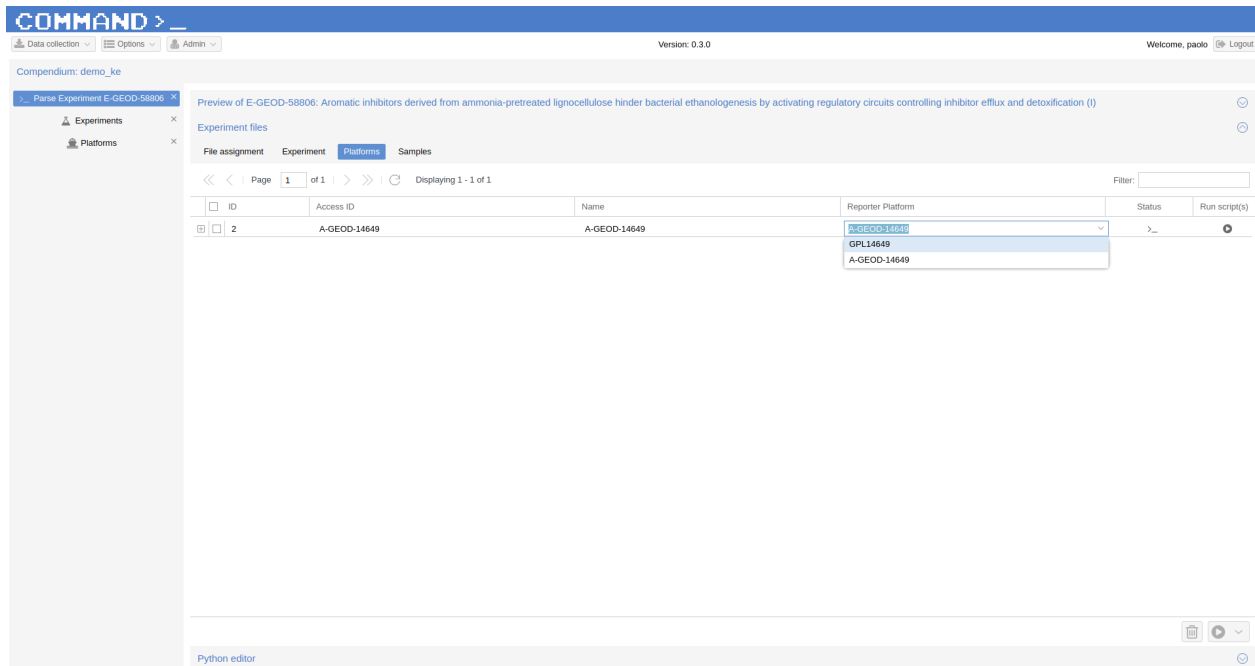 COMMAND>_
Data collection Options Admin Version: 0.3.0 Welcome, paolo Logout
Compendium: demo_ke
>_ Parse Experiment E-GEOD-58806 ×
Experiments ×
Platforms ×
Preview of E-GEOD-58806: Aromatic inhibitors derived from ammonia-pretreated lignocellulose hinder bacterial ethanologenesis by activating regulatory circuits controlling inhibitor efflux and detoxification (I)
Experiment files
File assignment Experiment Platforms Samples
Page 1 of 1 Displaying 1 - 1 of 1 Filter:
ID Access ID Name Reporter Platform Status Run script(s)
2 A-GEOD-14649 A-GEOD-14649 A-GEOD-14649 >_
GPL14649
A-GEOD-14649
Python editor